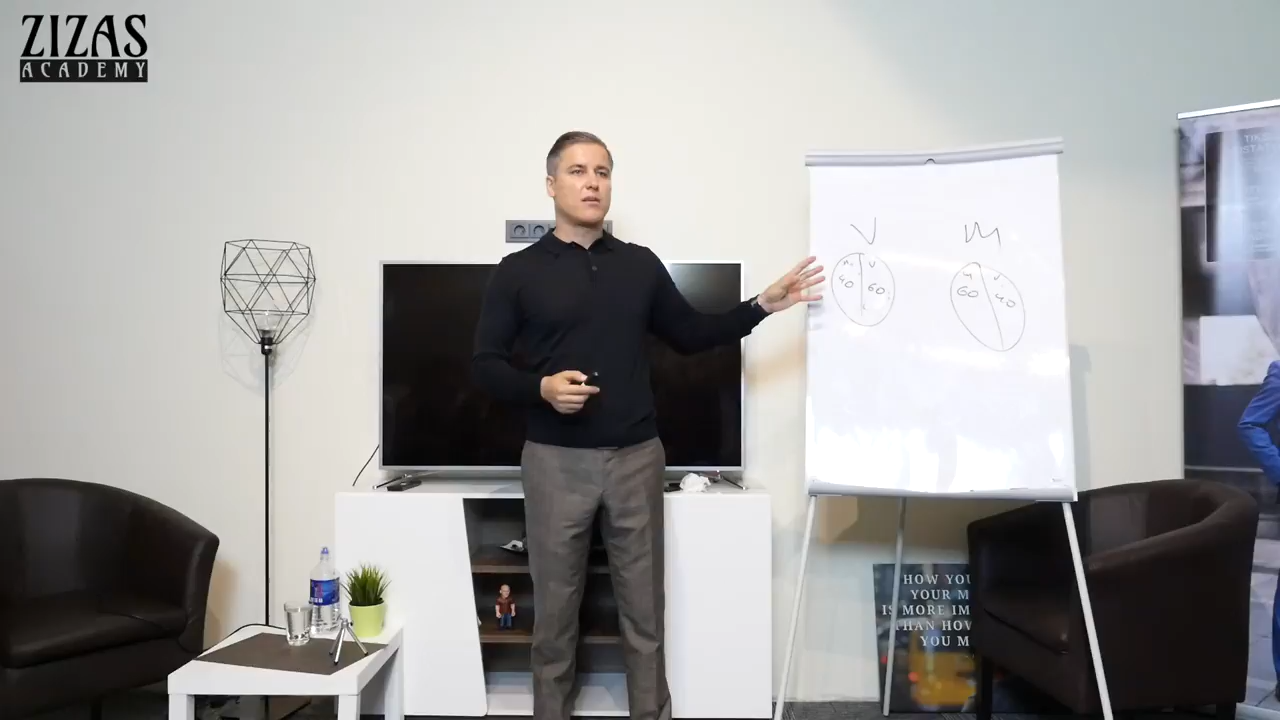 ZIZAS
ACADEMY
V M
M V
40 60
M V
60 40
HOW YOU
YOUR M
IS MORE IM
THAN HOW
YOU M